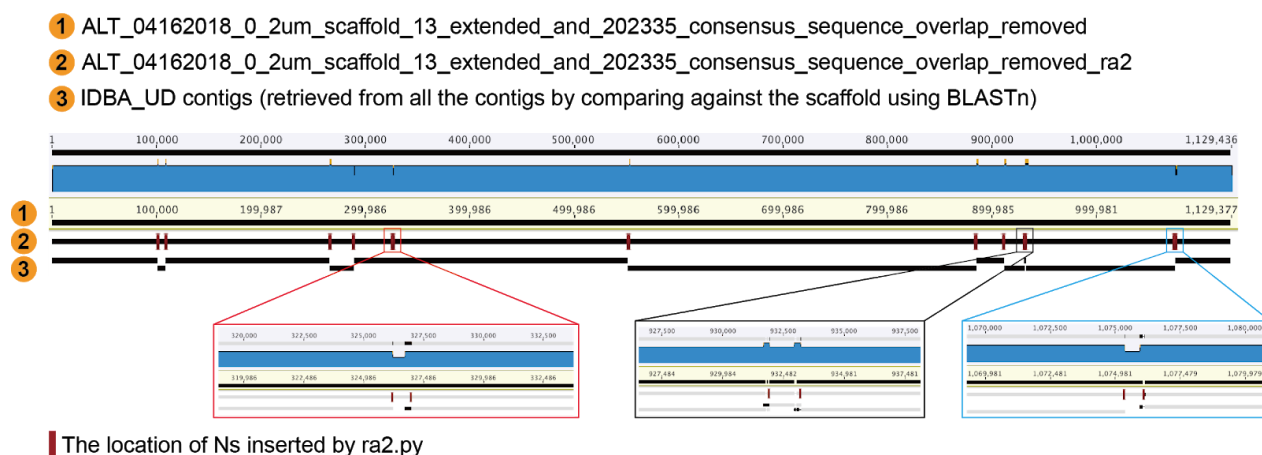 1 ALT_04162018_0_2um_scaffold_13_extended_and_202335_consensus_sequence_overlap_removed
2 ALT_04162018_0_2um_scaffold_13_extended_and_202335_consensus_sequence_overlap_removed_ra2
3 IDBA_UD contigs (retrieved from all the contigs by comparing against the scaffold using BLASTn)
1 100,000 200,000 300,000 400,000 500,000 600,000 700,000 800,000 900,000 1,000,000 1,129,436
1 1 100,000 199,987 299,986 399,986 499,986 599,986 699,986 799,986 899,985 999,981 1,129,377
2
3
320,000 322,500 325,000 327,500 330,000 332,500
319,986 322,486 324,986 327,486 329,986 332,486
927,500 930,000 932,500 935,000 937,500
927,484 929,984 932,482 934,981 937,481
1,070,000 1,072,500 1,075,000 1,077,500 1,080,000
1,069,981 1,072,481 1,074,981 1,077,479 1,079,979
The location of Ns inserted by ra2.py